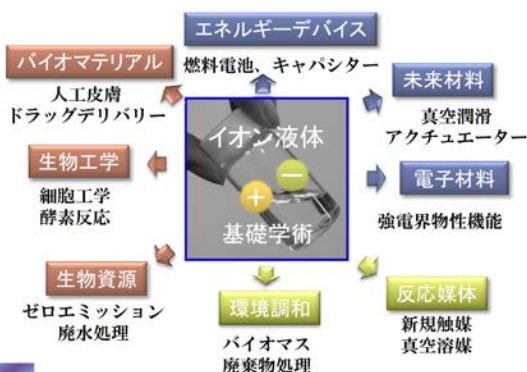 エネルギーデバイス
燃料電池、キャパシター
バイオマテリアル
人工皮膚
ドラッグデリバリー
未来材料
真空潤滑
アクチュエーター
イオン液体
−
+
基礎学術
生物工学
細胞工学
酵素反応
電子材料
強電界物性機能
生物資源
ゼロエミッション
廃水処理
環境調和
バイオマス
廃棄物処理
反応媒体
新規触媒
真空溶媒